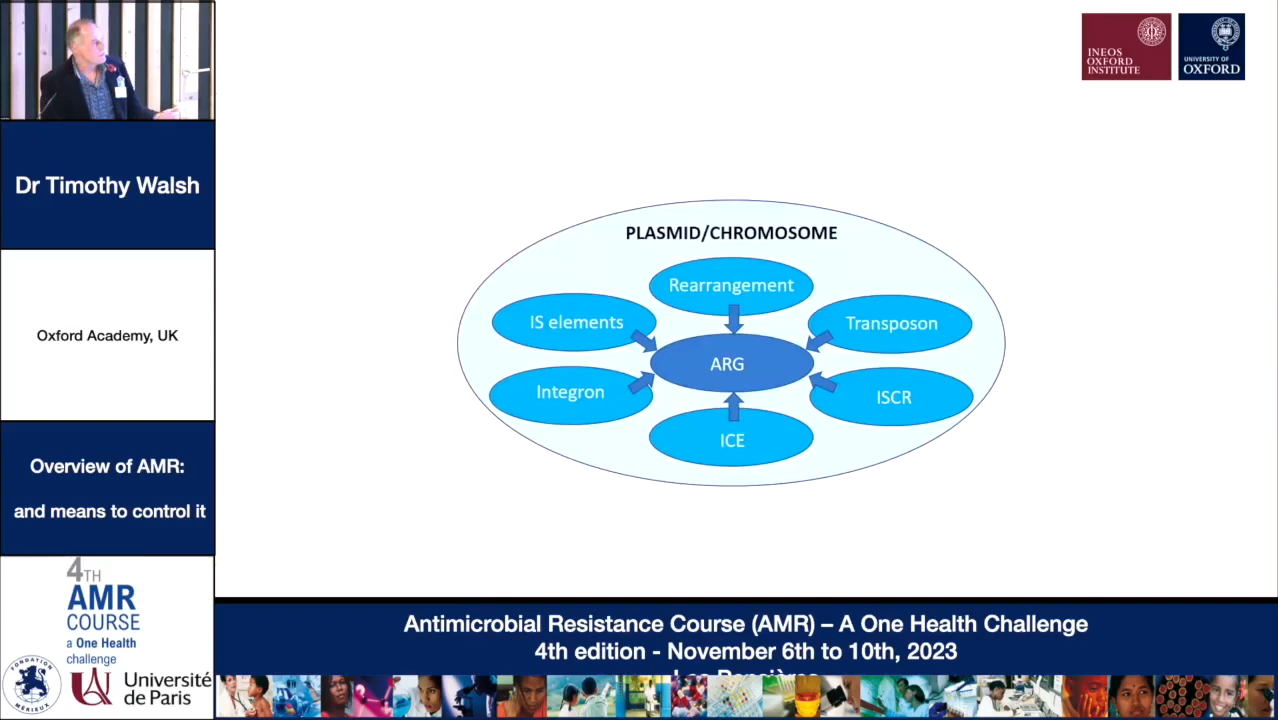 INEOS
OXFORD
INSTITUTE
UNIVERSITY OF
OXFORD
Dr Timothy Walsh
Oxford Academy, UK
Overview of AMR:
and means to control it
4TH
AMR
COURSE
a One Health
challenge
FONDATION
MÉRIEUX
Université
de Paris
PLASMID/CHROMOSOME
Rearrangement
IS elements
Transposon
ARG
Integron
ISCR
ICE
Antimicrobial Resistance Course (AMR) – A One Health Challenge
4th edition - November 6th to 10th, 2023